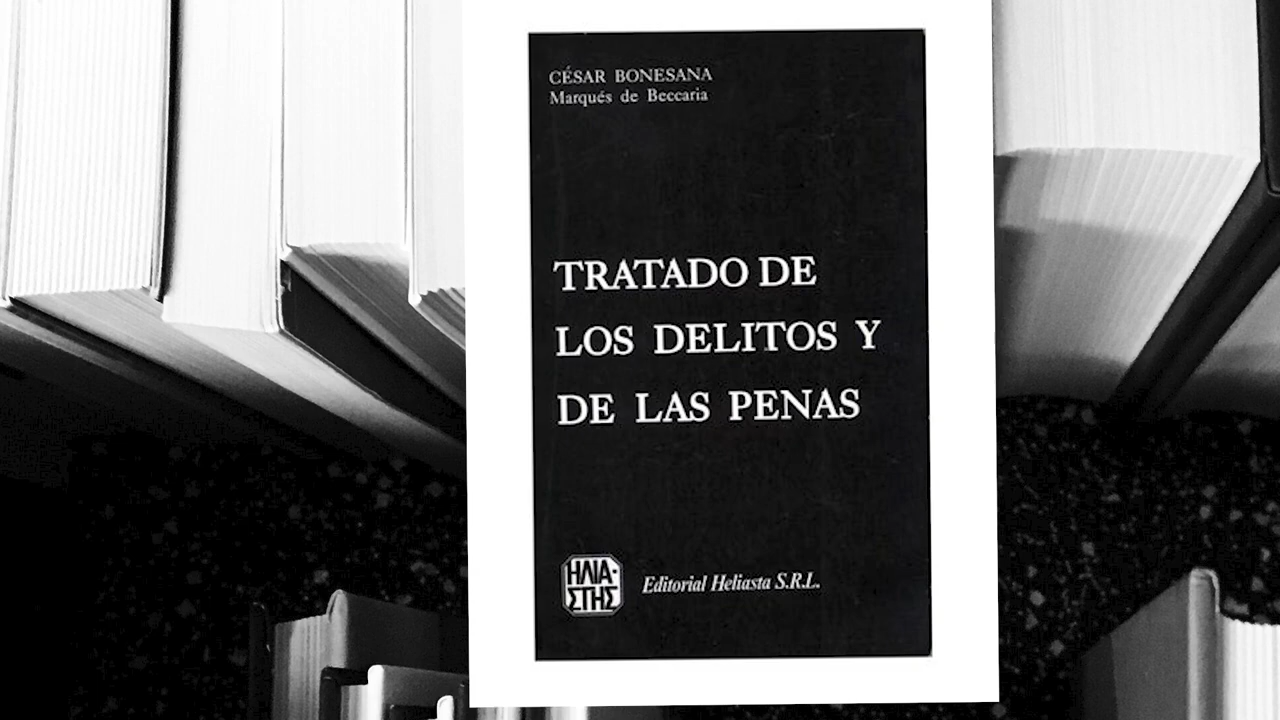 CÉSAR BONESANA
Marqués de Beccaria
TRATADO DE
LOS DELITOS Y
DE LAS PENAS
ΗΛΙΑ·
ΣΤΗΣ
Editorial Heliasta S.R.L.